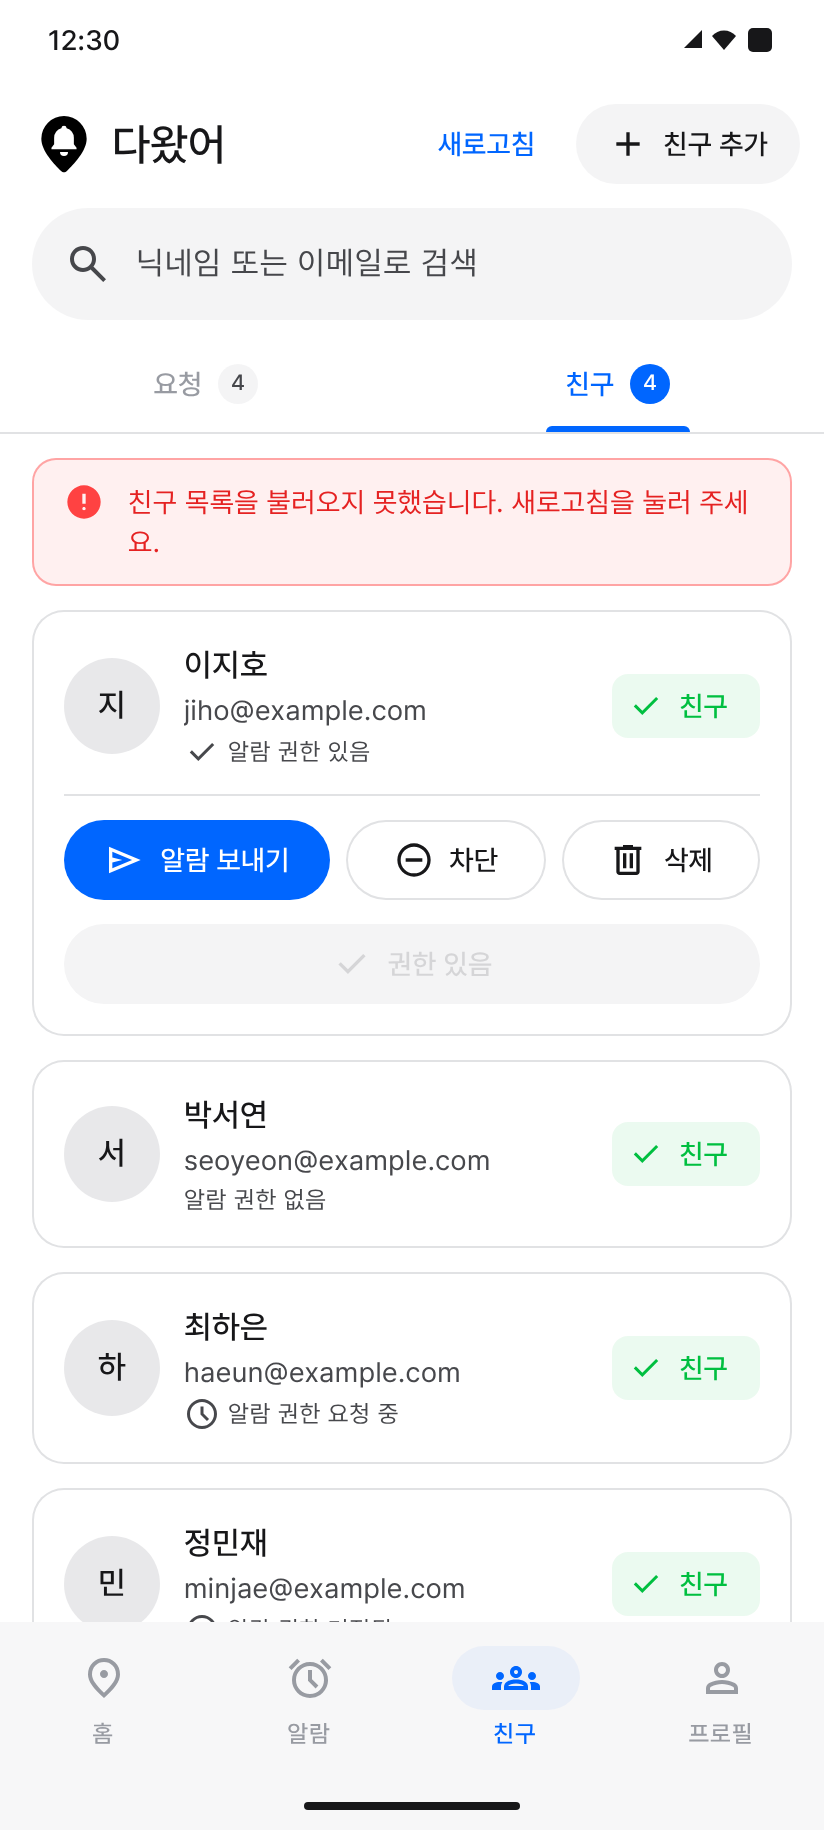 12:30
다왔어
새로고침
친구 추가
닉네임 또는 이메일로 검색
요청 4
친구 4
친구 목록을 불러오지 못했습니다. 새로고침을 눌러 주세
요.
지
이지호
jiho@example.com
알람 권한 있음
친구
알람 보내기
차단
삭제
권한 있음
서
박서연
seoyeon@example.com
알람 권한 없음
친구
하
최하은
haeun@example.com
알람 권한 요청 중
친구
민
정민재
minjae@example.com
친구
홈
알람
친구
프로필